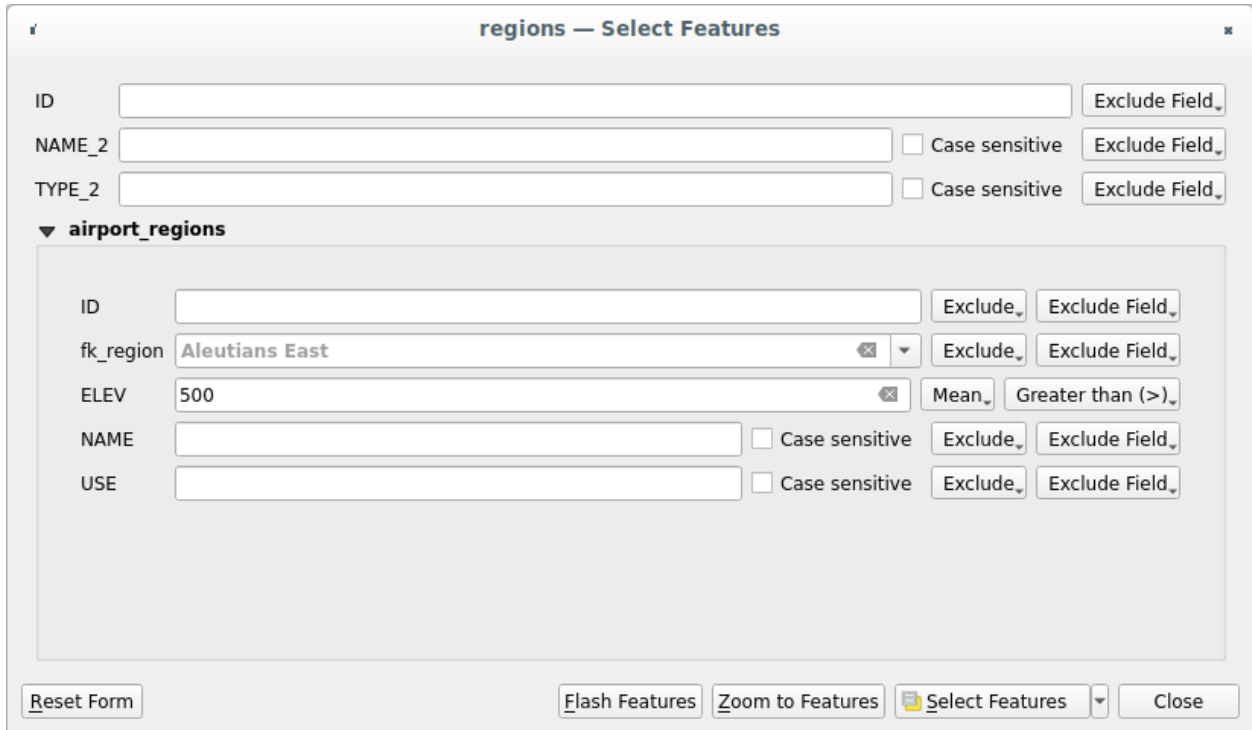 regions — Select Features
ID Exclude Field
NAME_2 Case sensitive Exclude Field
TYPE_2 Case sensitive Exclude Field
airport_regions
ID Exclude Exclude Field
fk_region Aleutians East Exclude Exclude Field
ELEV 500 Mean Greater than (>)
NAME Case sensitive Exclude Exclude Field
USE Case sensitive Exclude Exclude Field
Reset Form Flash Features Zoom to Features Select Features Close